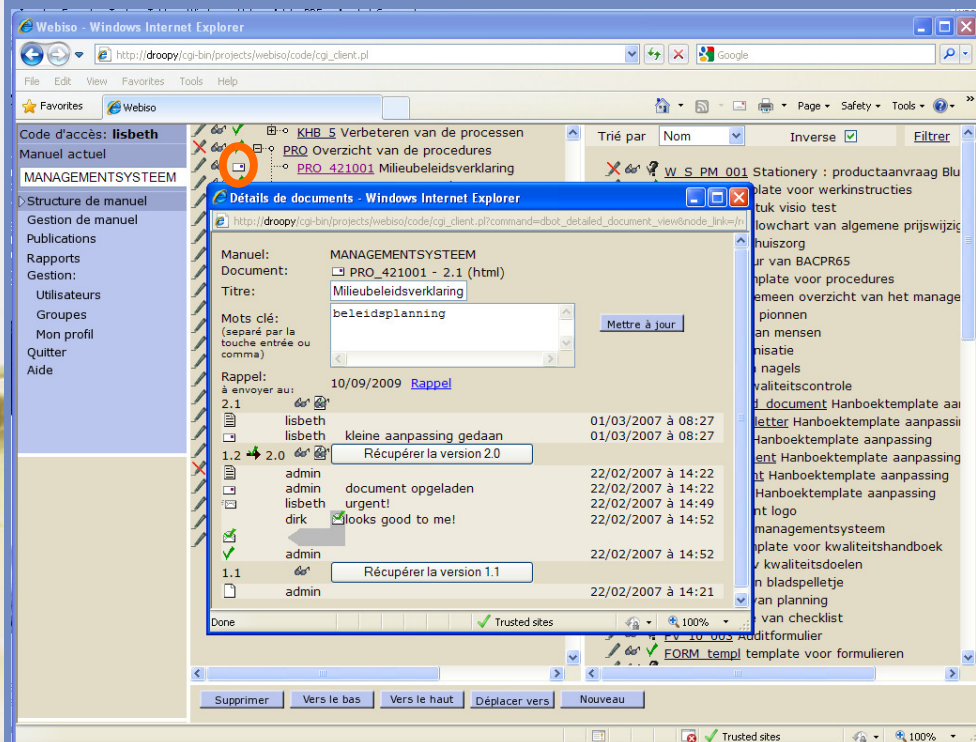 Webiso - Windows Internet Explorer
http://droopy/cgi-bin/projects/webiso/code/cgi_client.pl
Google
File Edit View Favorites Tools Help
Favorites
Webiso
Page Safety Tools
Code d'accès: lisbeth
Manuel actuel
MANAGEMENTSYSTEEM
Structure de manuel
Gestion de manuel
Publications
Rapports
Gestion:
Utilisateurs
Groupes
Mon profil
Quitter
Aide
KHB_5 Verbeteren van de processen
PRO Overzicht van de procedures
PRO_421001 Milieubeleidsverklaring
Trié par Nom Inverse Filtrer
W_S_PM_001 Stationery : productaanvraag Blu
plate voor werkinstructies
tuk visio test
lowchart van algemene prijswijzig
huiszorg
ur van BACPR65
mplate voor procedures
emeen overzicht van het manage
pionnen
an mensen
nisatie
nagels
waliteitscontrole
d_document Hanboektemplate aan
letter Hanboektemplate aanpassin
Hanboektemplate aanpassing
ent Hanboektemplate aanpassing
nt Hanboektemplate aanpassing
Hanboektemplate aanpassing
nt logo
managementsysteem
mplate voor kwaliteitshandboek
v kwaliteitsdoelen
n bladspelletje
van planning
van checklist
FV_10_003 Auditformulier
FORM_templ template voor formulieren
Détails de documents - Windows Internet Explorer
http://droopy/cgi-bin/projects/webiso/code/cgi_client.pl?command=dbot_detailed_document_view&node_link=/n
Manuel: MANAGEMENTSYSTEEM
Document: PRO_421001 - 2.1 (html)
Titre: Milieubeleidsverklaring
Mots clé: beleidsplanning
(separé par la
touche entrée ou
comma)
Mettre à jour
Rappel: 10/09/2009 Rappel
à envoyer au:
2.1
lisbeth 01/03/2007 à 08:27
lisbeth kleine aanpassing gedaan 01/03/2007 à 08:27
1.2 2.0 Récupérer la version 2.0
admin 22/02/2007 à 14:22
admin document opgeladen 22/02/2007 à 14:22
lisbeth urgent! 22/02/2007 à 14:49
dirk looks good to me! 22/02/2007 à 14:52
admin 22/02/2007 à 14:52
1.1 Récupérer la version 1.1
admin 22/02/2007 à 14:21
Done Trusted sites 100%
Supprimer Vers le bas Vers le haut Déplacer vers Nouveau
Trusted sites 100%